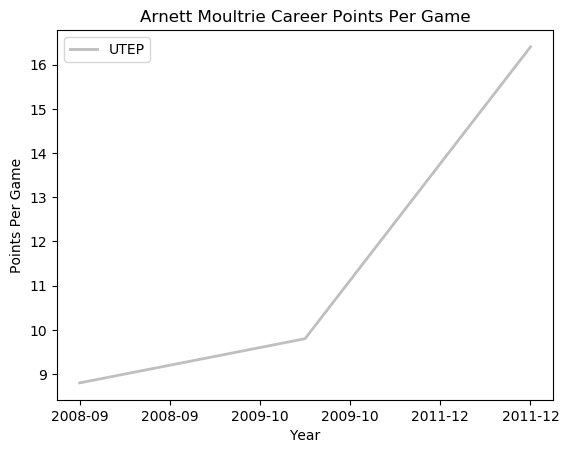 Arnett Moultrie Career Points Per Game
UTEP
16
15
14
13
12
11
10
9
Points Per Game
2008-09 2008-09 2009-10 2009-10 2011-12 2011-12
Year